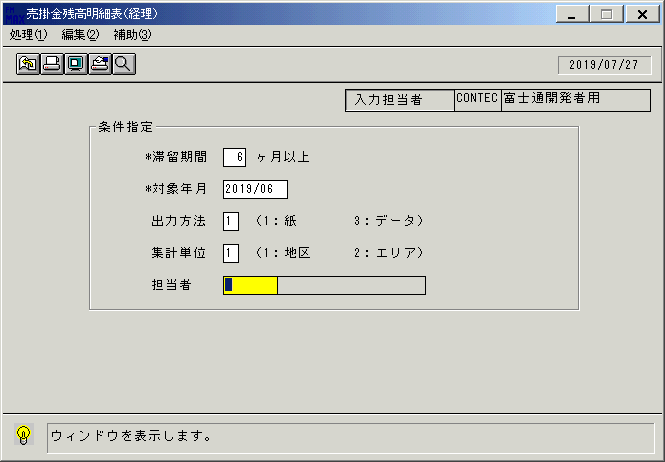 売掛金残高明細表(経理)
処理(1) 編集(2) 補助(3)
2019/07/27
入力担当者 CONTEC 富士通開発者用
条件指定
*滞留期間 6 ヶ月以上
*対象年月 2019/06
出力方法 1 (1:紙 3:データ)
集計単位 1 (1:地区 2:エリア)
担当者
ウィンドウを表示します。